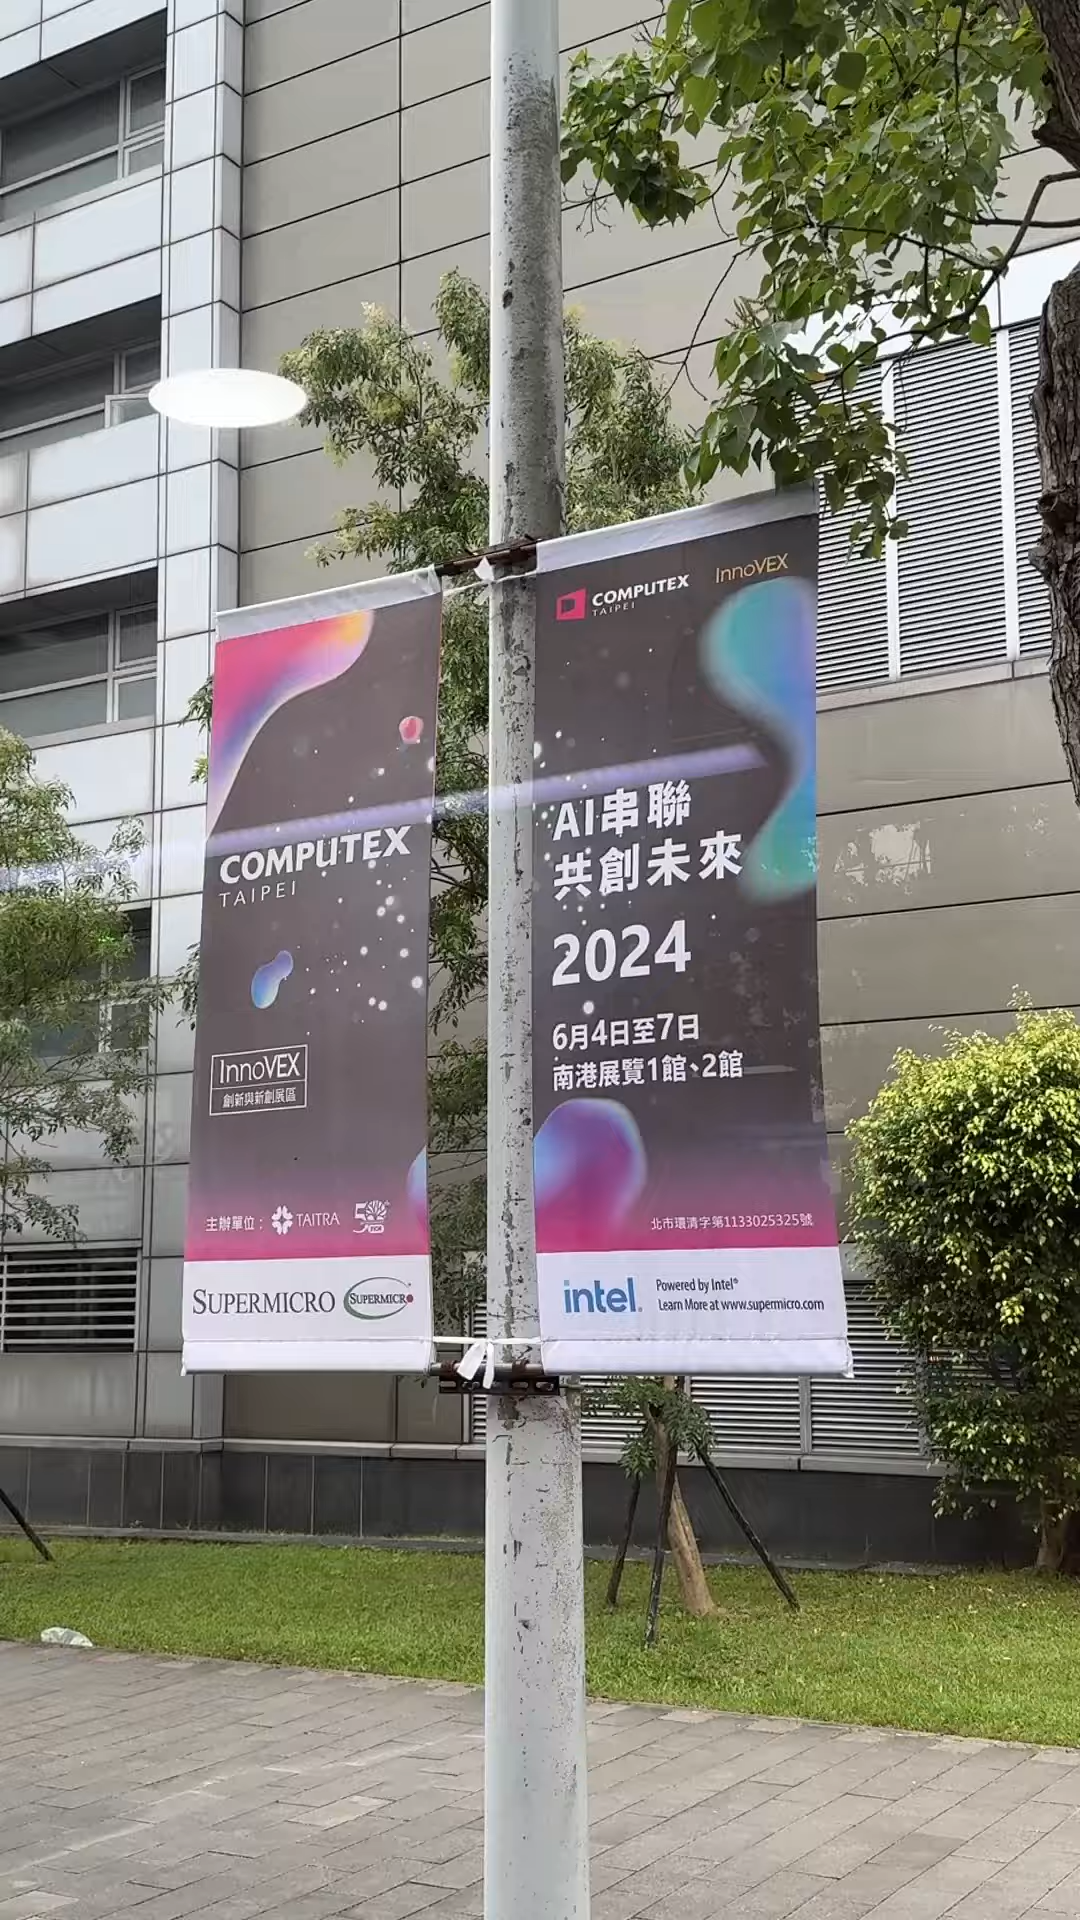 COMPUTEX
TAIPEI
InnoVEX
創新與新創展區
主辦單位：TAITRA
SUPERMICRO SUPERMICRO
COMPUTEX
TAIPEI
InnoVEX
AI串聯
共創未來
2024
6月4日至7日
南港展覽1館、2館
北市環清字第1133025325號
intel.
Powered by Intel®
Learn More at www.supermicro.com